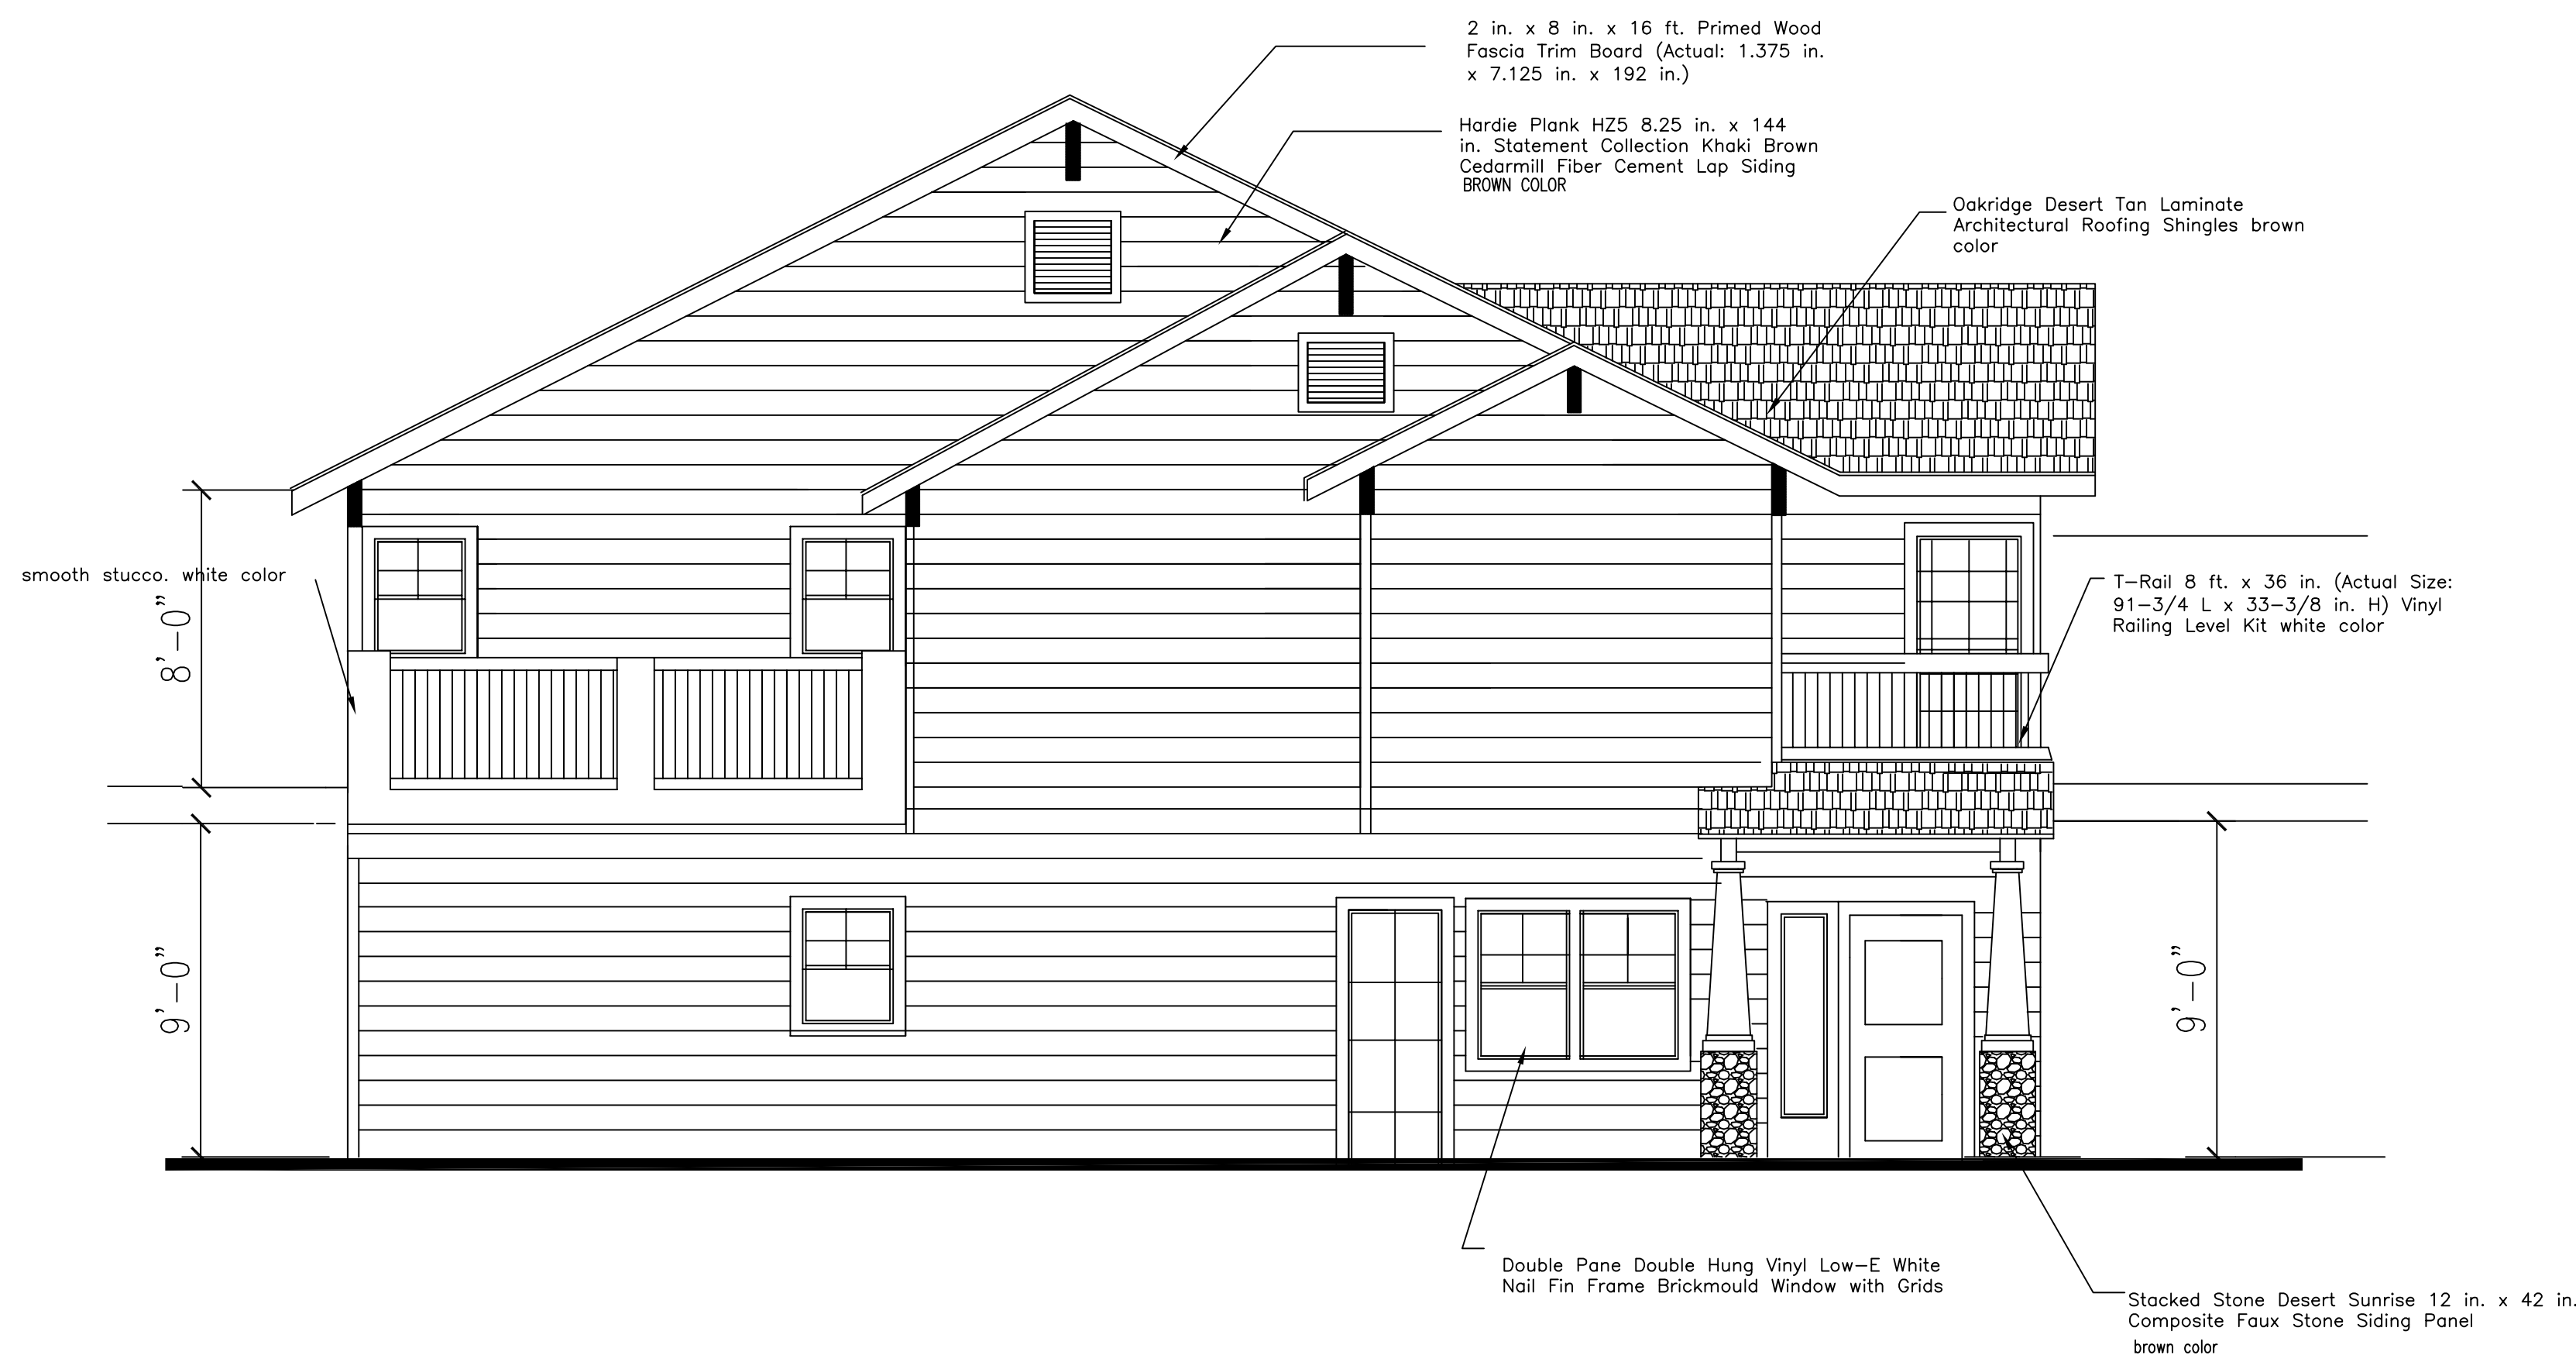 2 in. x 8 in. x 16 ft. Primed Wood
Fascia Trim Board (Actual: 1.375 in.
x 7.125 in. x 192 in.)
Hardie Plank HZ5 8.25 in. x 144
in. Statement Collection Khaki Brown
Cedarmill Fiber Cement Lap Siding
BROWN COLOR
Oakridge Desert Tan Laminate
Architectural Roofing Shingles brown
color
smooth stucco. white color
8'-0"
T-Rail 8 ft. x 36 in. (Actual Size:
91-3/4 L x 33-3/8 in. H) Vinyl
Railing Level Kit white color
9'-0"
9'-0"
Double Pane Double Hung Vinyl Low-E White
Nail Fin Frame Brickmould Window with Grids
Stacked Stone Desert Sunrise 12 in. x 42 in.
Composite Faux Stone Siding Panel
brown color